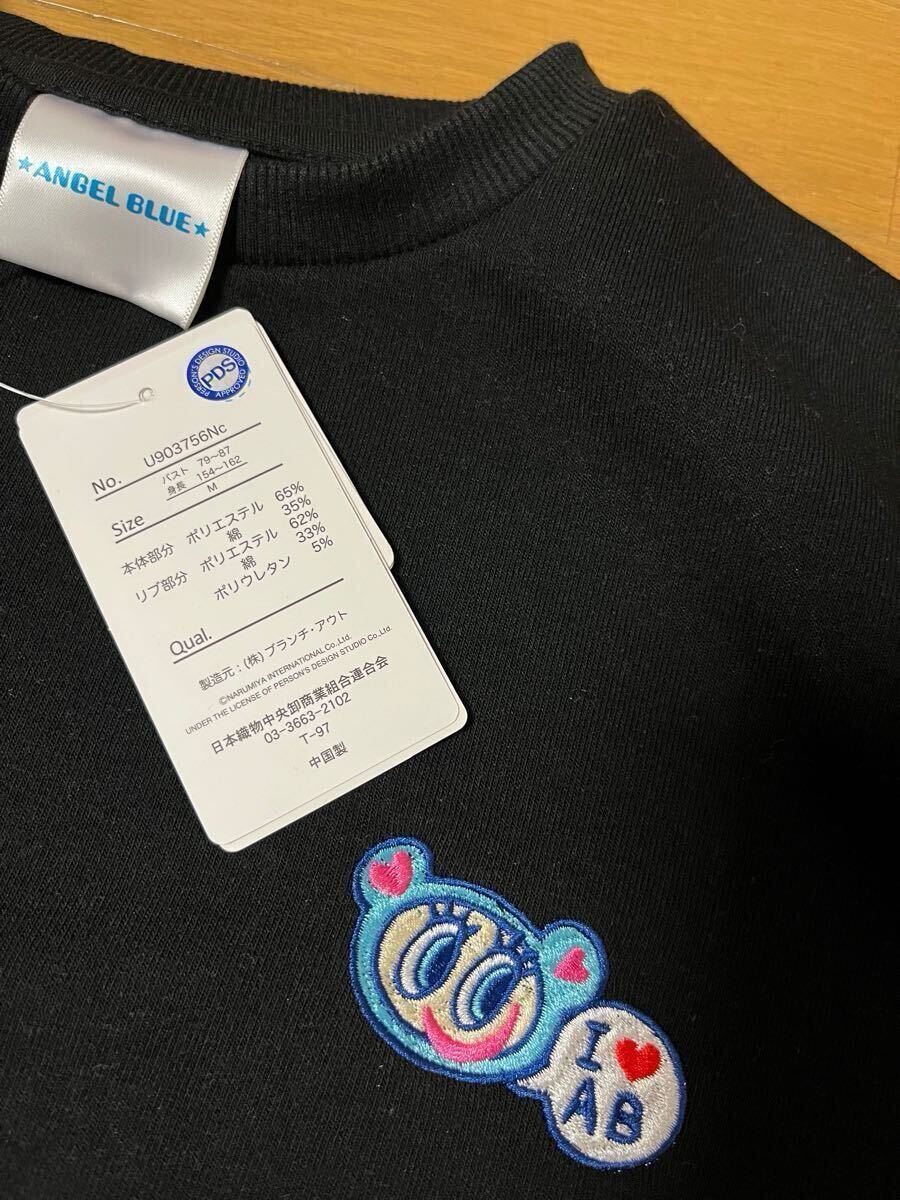 ★ANGEL BLUE★
PERSON'S DESIGN STUDIO
PDS
APPROVED
No. U903756Nc
バスト 79~87
身長 154~162
Size M
本体部分 ポリエステル 65%
綿 35%
リブ部分 ポリエステル 62%
綿 33%
ポリウレタン 5%
Qual.
製造元:(株)ブランチ・アウト
©NARUMIYA INTERNATIONAL Co.,Ltd.
UNDER THE LICENSE OF PERSON'S DESIGN STUDIO Co.,Ltd.
日本織物中央卸商業組合連合会
03-3663-2102
T-97
中国製
I ♥
AB